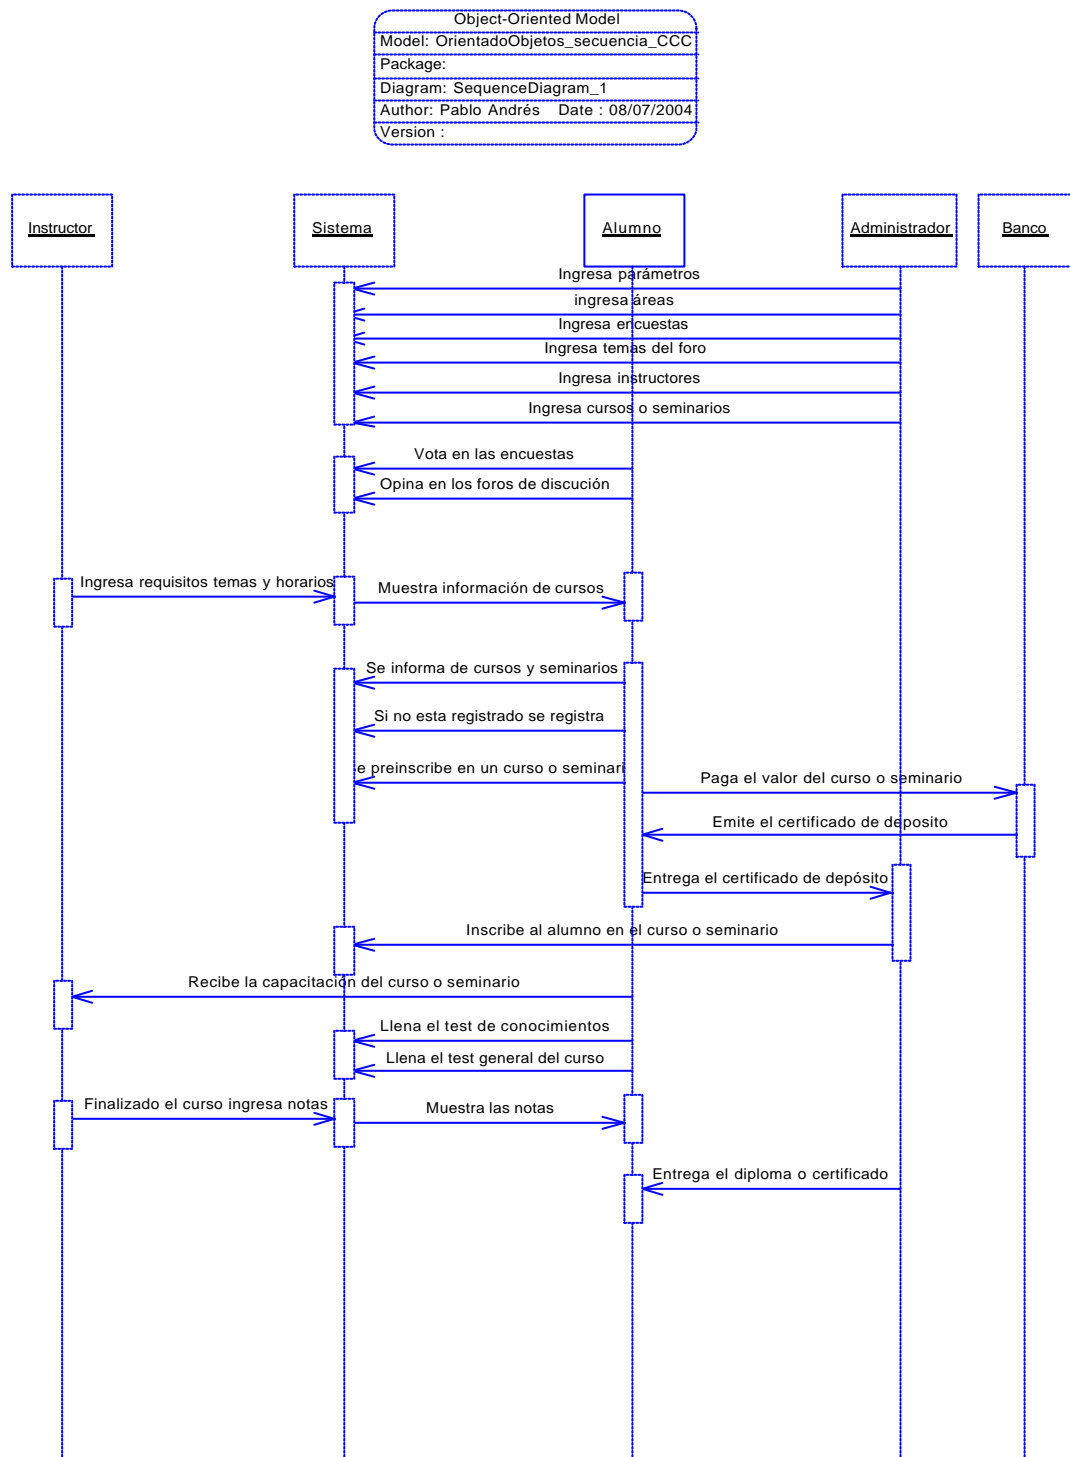 Object-Oriented Model
Model: OrientadoObjetos_secuencia_CCC
Package:
Diagram: SequenceDiagram_1
Author: Pablo Andrés Date : 08/07/2004
Version :
Instructor
Sistema
Alumno
Administrador
Banco
Ingresa parámetros
ingresa áreas
Ingresa encuestas
Ingresa temas del foro
Ingresa instructores
Ingresa cursos o seminarios
Vota en las encuestas
Opina en los foros de discución
Ingresa requisitos temas y horarios
Muestra información de cursos
Se informa de cursos y seminarios
Si no esta registrado se registra
e preinscribe en un curso o seminari
Paga el valor del curso o seminario
Emite el certificado de deposito
Entrega el certificado de depósito
Inscribe al alumno en el curso o seminario
Recibe la capacitación del curso o seminario
Llena el test de conocimientos
Llena el test general del curso
Finalizado el curso ingresa notas
Muestra las notas
Entrega el diploma o certificado